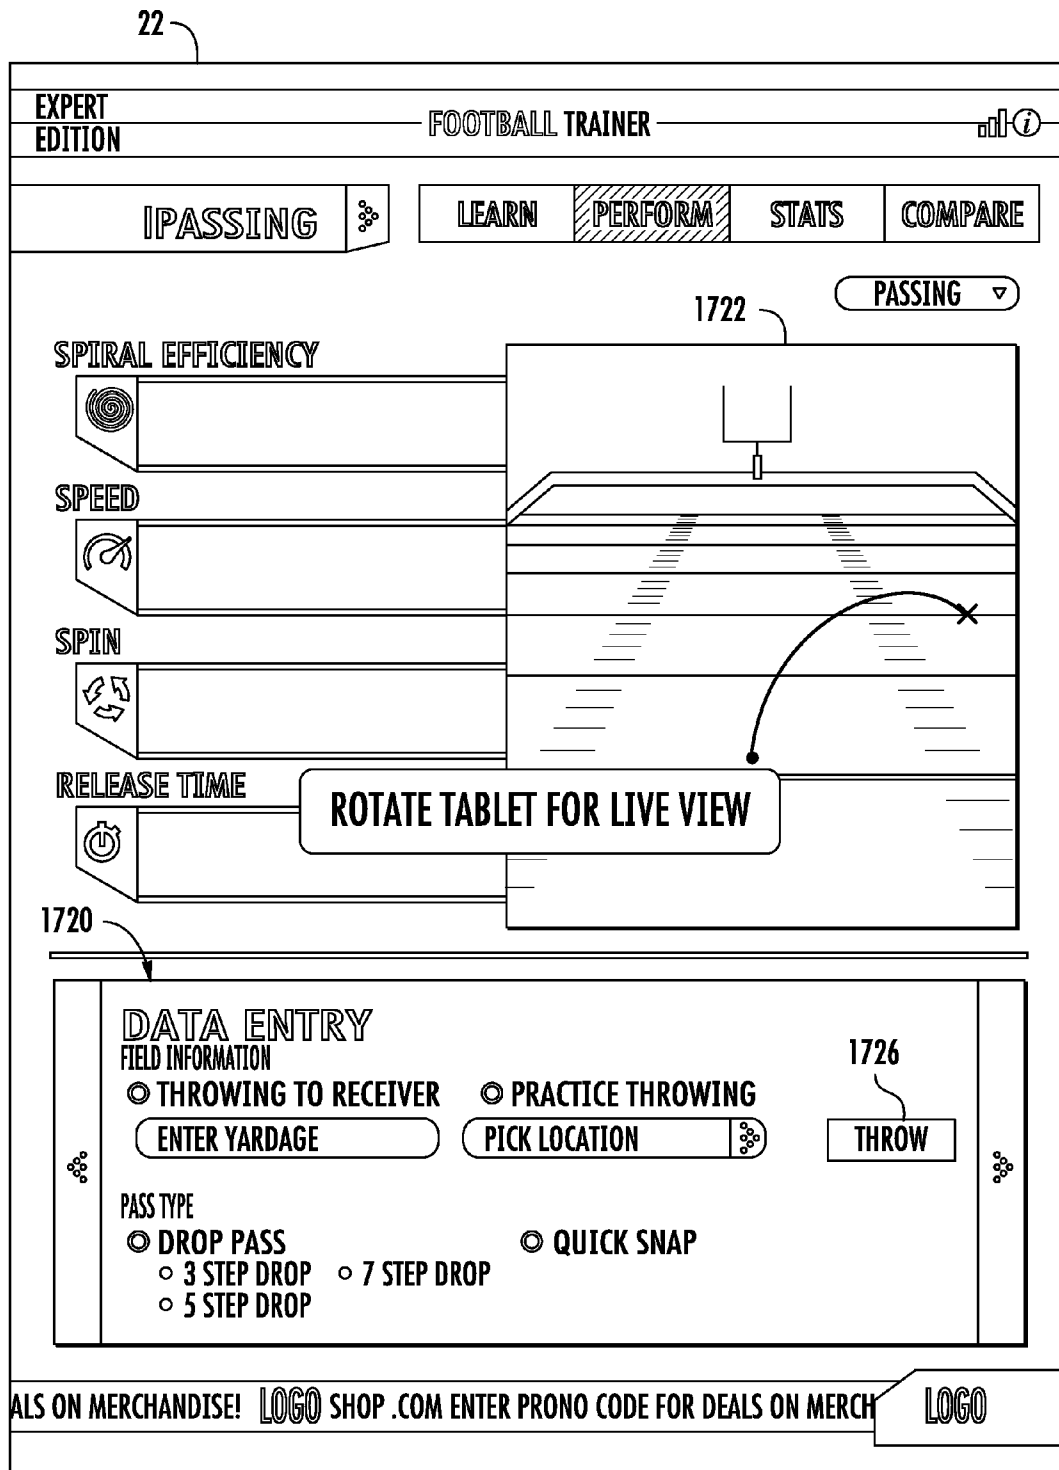 22
EXPERT
EDITION
FOOTBALL TRAINER
i
PASSING
LEARN
PERFORM
STATS
COMPARE
PASSING
1722
SPIRAL EFFICIENCY
SPEED
SPIN
RELEASE TIME
ROTATE TABLET FOR LIVE VIEW
1720
DATA ENTRY
FIELD INFORMATION
THROWING TO RECEIVER
PRACTICE THROWING
1726
ENTER YARDAGE
PICK LOCATION
THROW
PASS TYPE
DROP PASS
QUICK SNAP
3 STEP DROP
7 STEP DROP
5 STEP DROP
ALS ON MERCHANDISE! LOGO SHOP .COM ENTER PRONO CODE FOR DEALS ON MERCH
LOGO